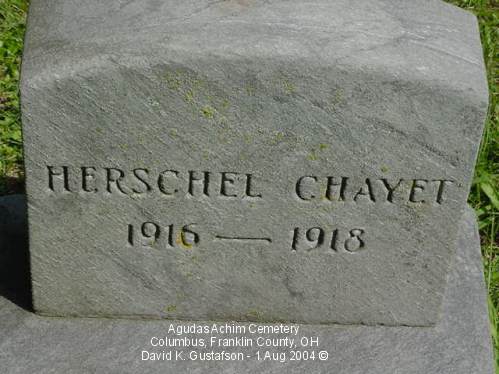 HERSCHEL CHAYET
1916 — 1918
Agudas Achim Cemetery
Columbus, Franklin County, OH
David K. Gustafson - 1 Aug 2004 ©